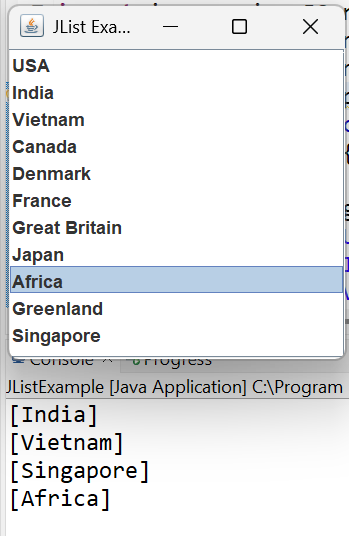 JList Exa...
USA
India
Vietnam
Canada
Denmark
France
Great Britain
Japan
Africa
Greenland
Singapore
Console
Progress
JListExample [Java Application] C:\Program
[India]
[Vietnam]
[Singapore]
[Africa]